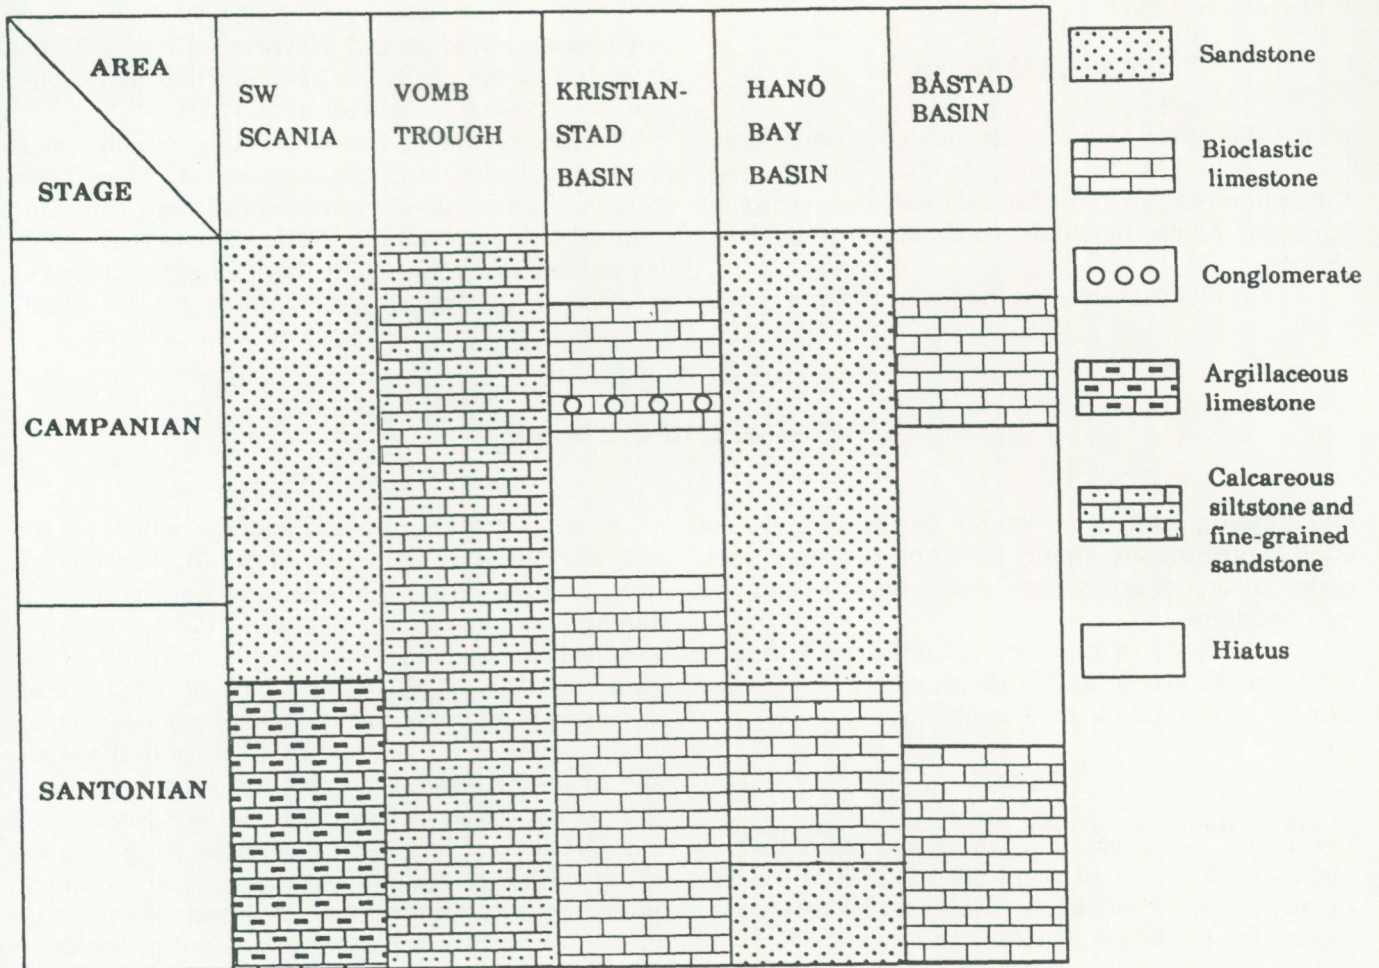 AREA
STAGE
SW
SCANIA
VOMB
TROUGH
KRISTIAN-
STAD
BASIN
HANÖ
BAY
BASIN
BÅSTAD
BASIN
CAMPANIAN
SANTONIAN
Sandstone
Bioclastic
limestone
Conglomerate
Argillaceous
limestone
Calcareous
siltstone and
fine-grained
sandstone
Hiatus